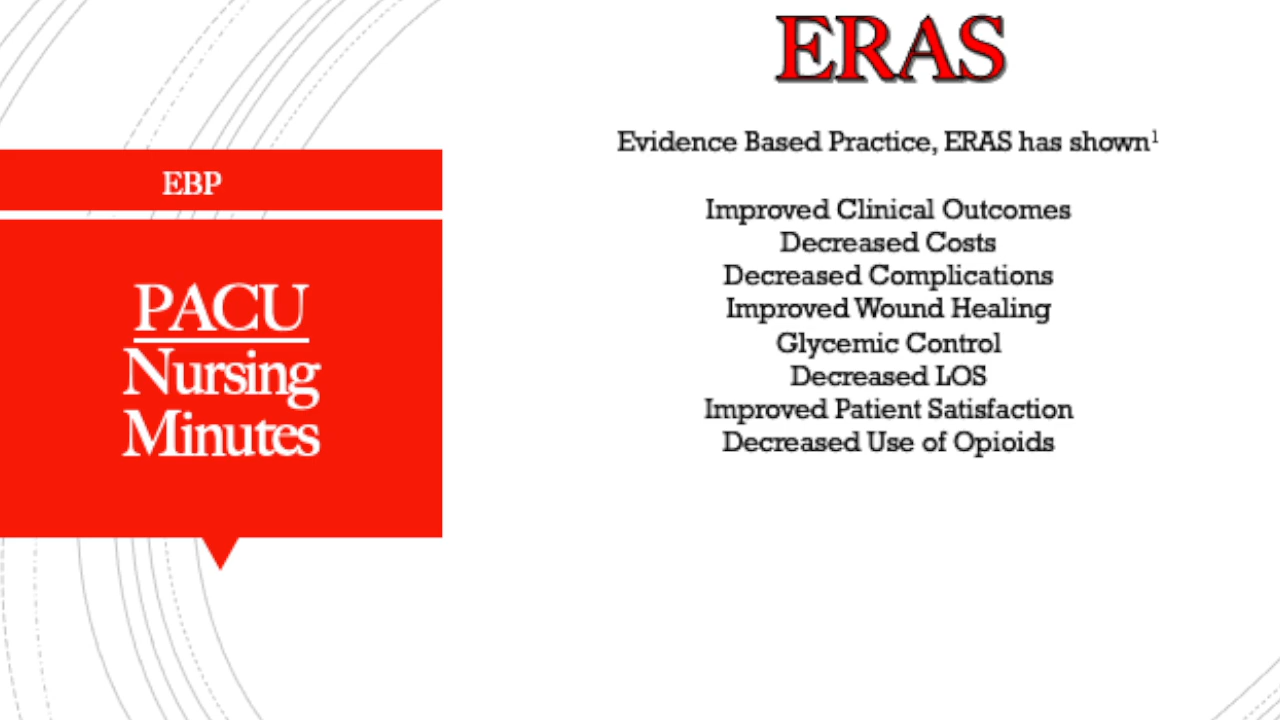 ERAS
Evidence Based Practice, ERAS has shown¹
EBP
Improved Clinical Outcomes
Decreased Costs
Decreased Complications
Improved Wound Healing
Glycemic Control
Decreased LOS
Improved Patient Satisfaction
Decreased Use of Opioids
PACU
Nursing
Minutes